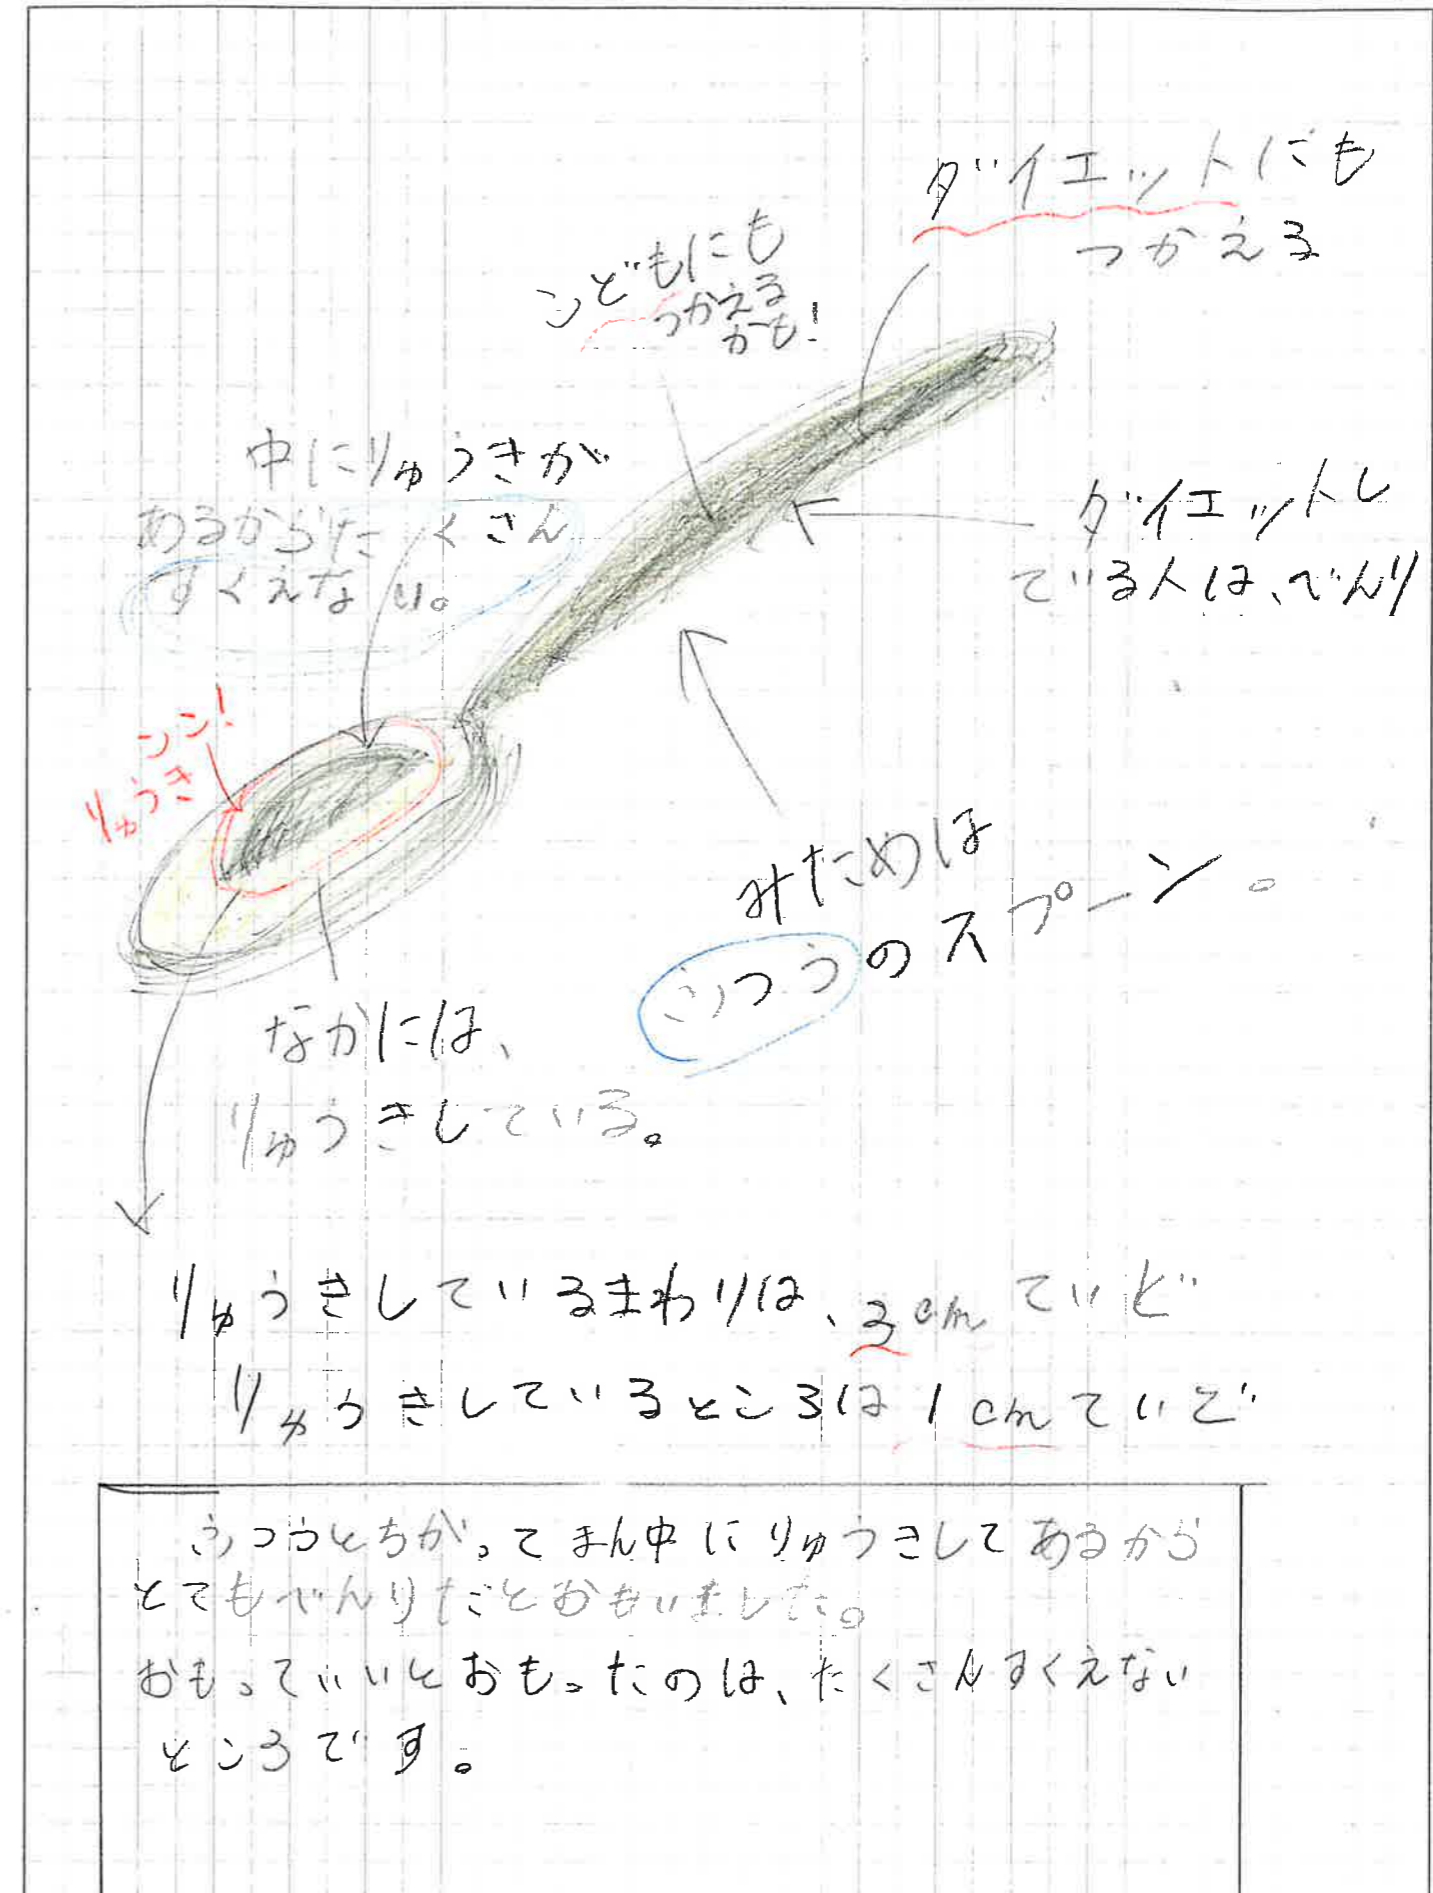 ダイエットにも
つかえる
こどもにも
つかえる
かも!
中にりゅうきが
あるからたくさん
すくえない。
ダイエットし
ている人は、べんり
ココ!
りゅうき
みためは
ふつうのスプーン。
なかには、
りゅうきしている。
りゅうきしているまわりは、3cmていど
りゅうきしているところは1cmていど
ふつうとちがってまん中にりゅうきしてあるから
とてもべんりだとおもいました。
おもっていいとおもったのは、たくさんすくえない
ところです。